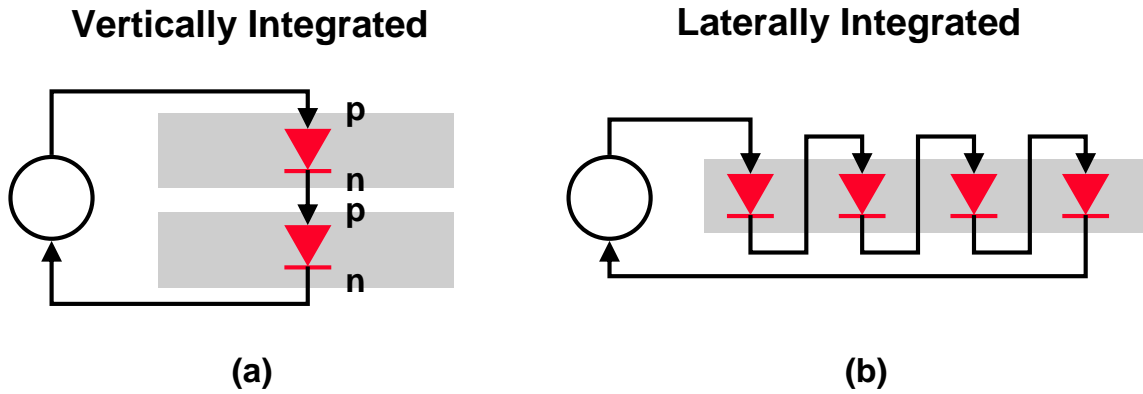 Vertically Integrated
Laterally Integrated
p
n
p
n
(a)
(b)